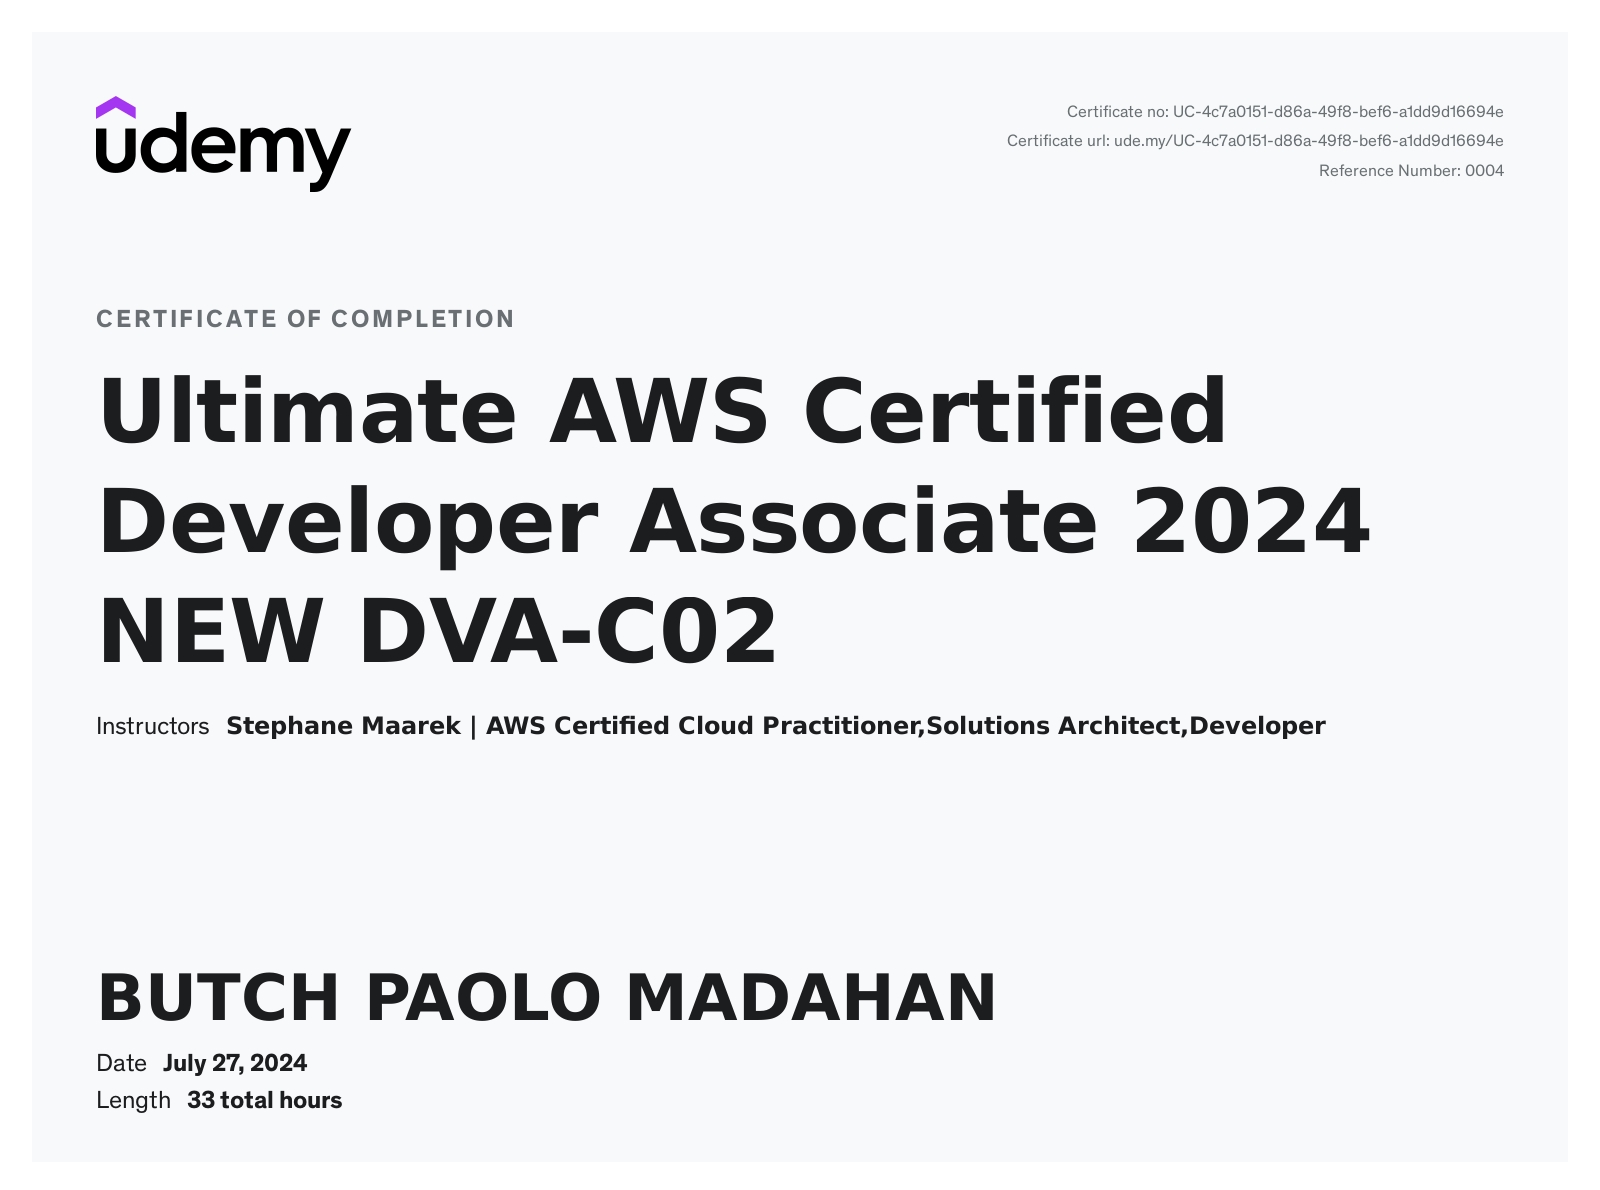 udemy
Certificate no: UC-4c7a0151-d86a-49f8-bef6-a1dd9d16694e
Certificate url: ude.my/UC-4c7a0151-d86a-49f8-bef6-a1dd9d16694e
Reference Number: 0004
CERTIFICATE OF COMPLETION
Ultimate AWS Certified
Developer Associate 2024
NEW DVA-C02
Instructors Stephane Maarek | AWS Certified Cloud Practitioner,Solutions Architect,Developer
BUTCH PAOLO MADAHAN
Date July 27, 2024
Length 33 total hours